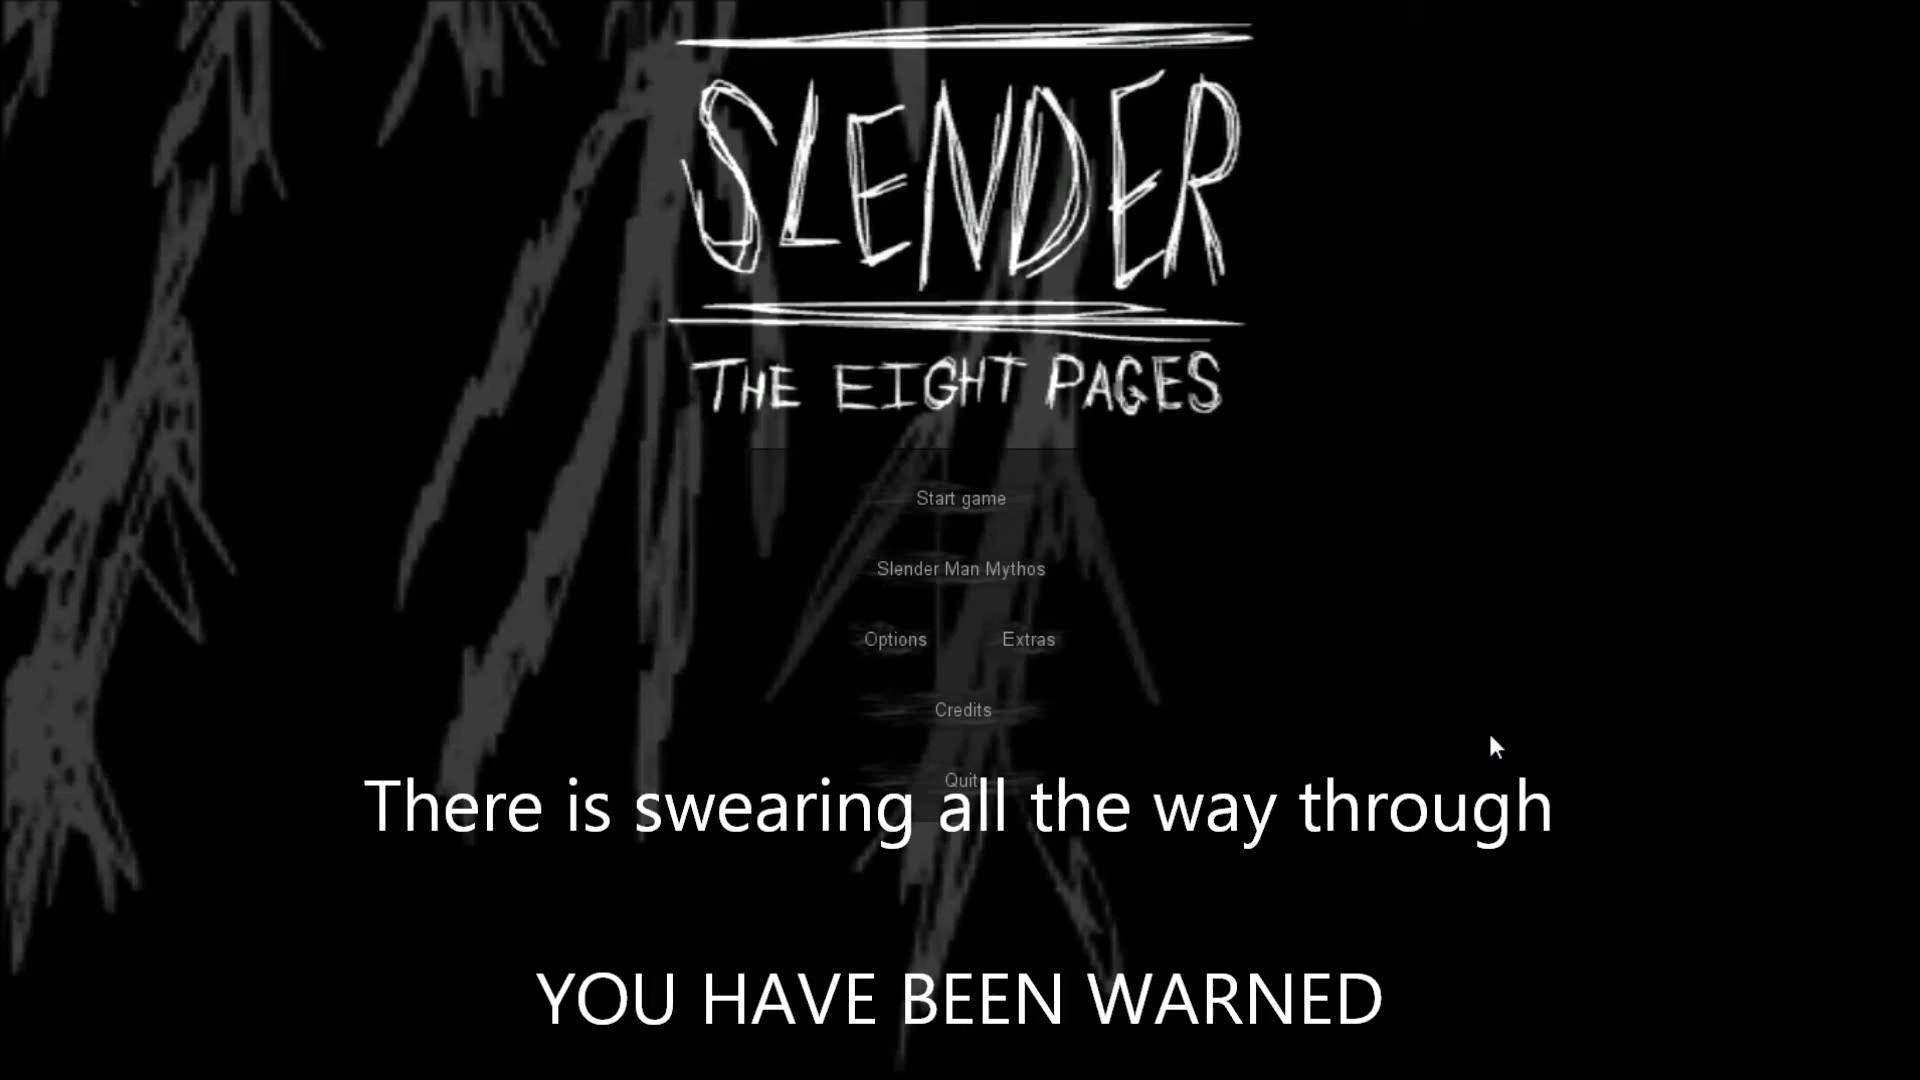 SLENDER
THE EIGHT PAGES
Start game
Slender Man Mythos
Options Extras
Credits
Quit
There is swearing all the way through
YOU HAVE BEEN WARNED